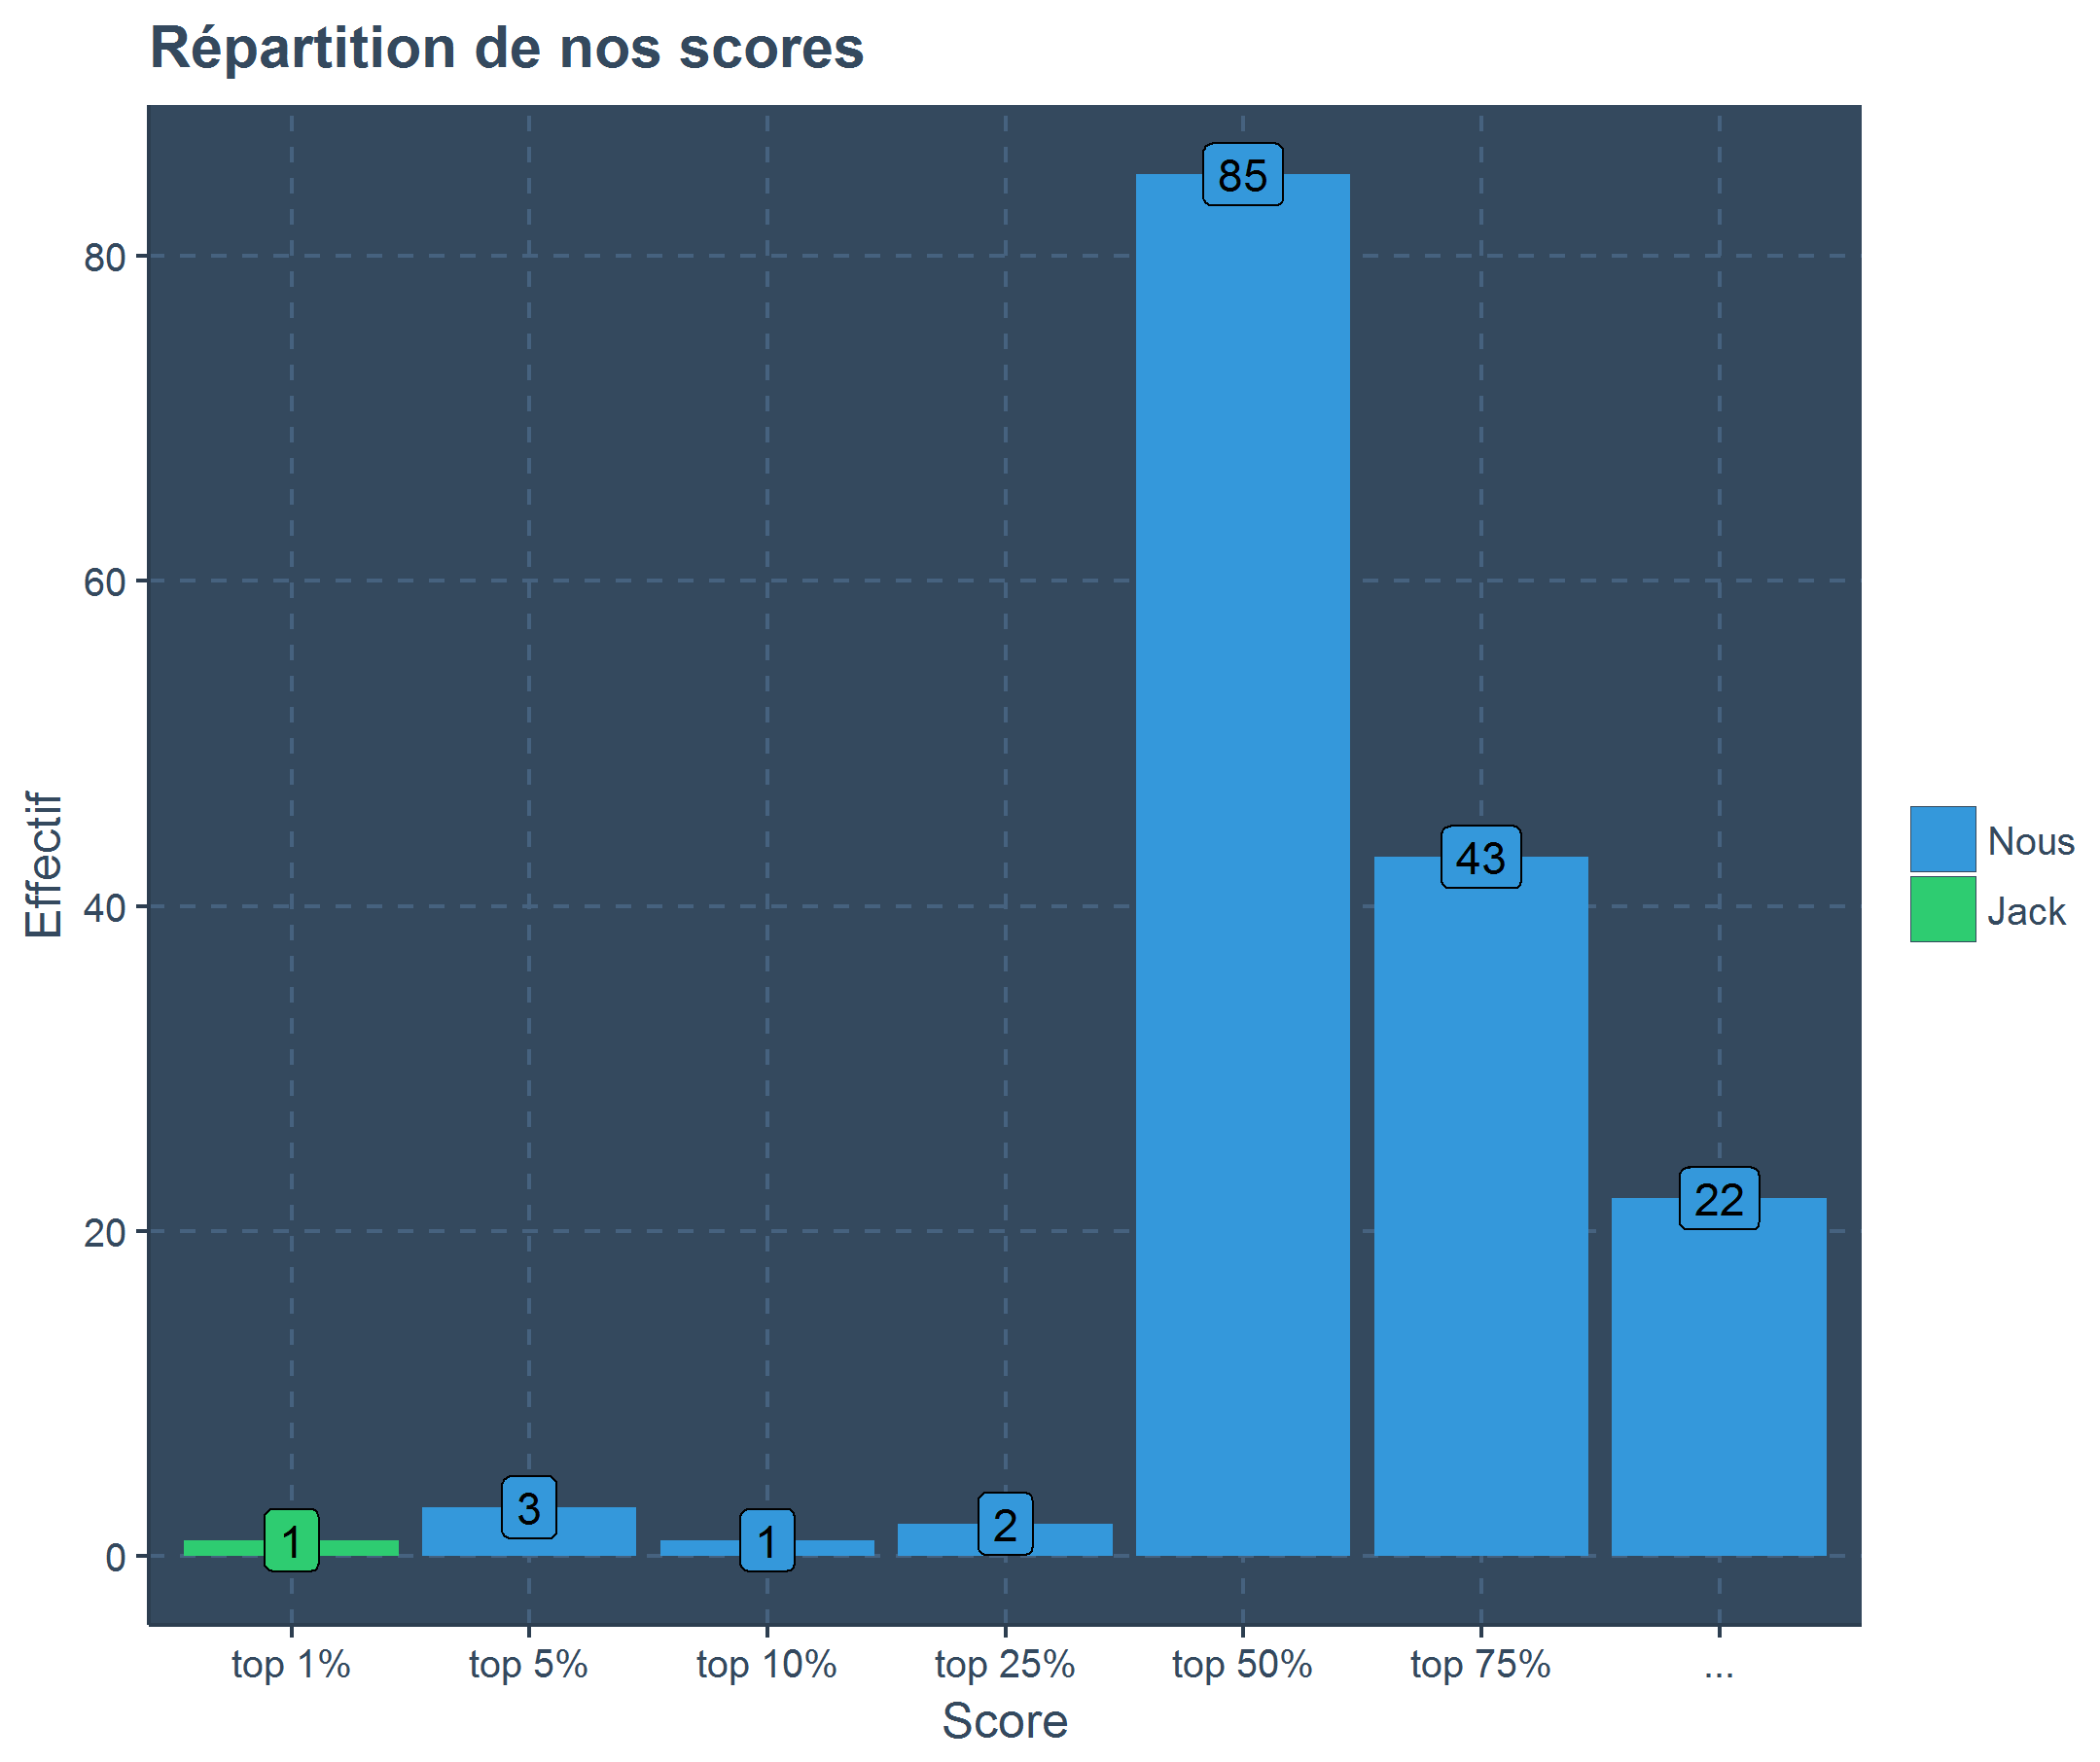 Répartition de nos scores
Effectif
80
60
40
20
0
1
3
1
2
85
43
22
top 1%
top 5%
top 10%
top 25%
top 50%
top 75%
...
Score
Nous
Jack